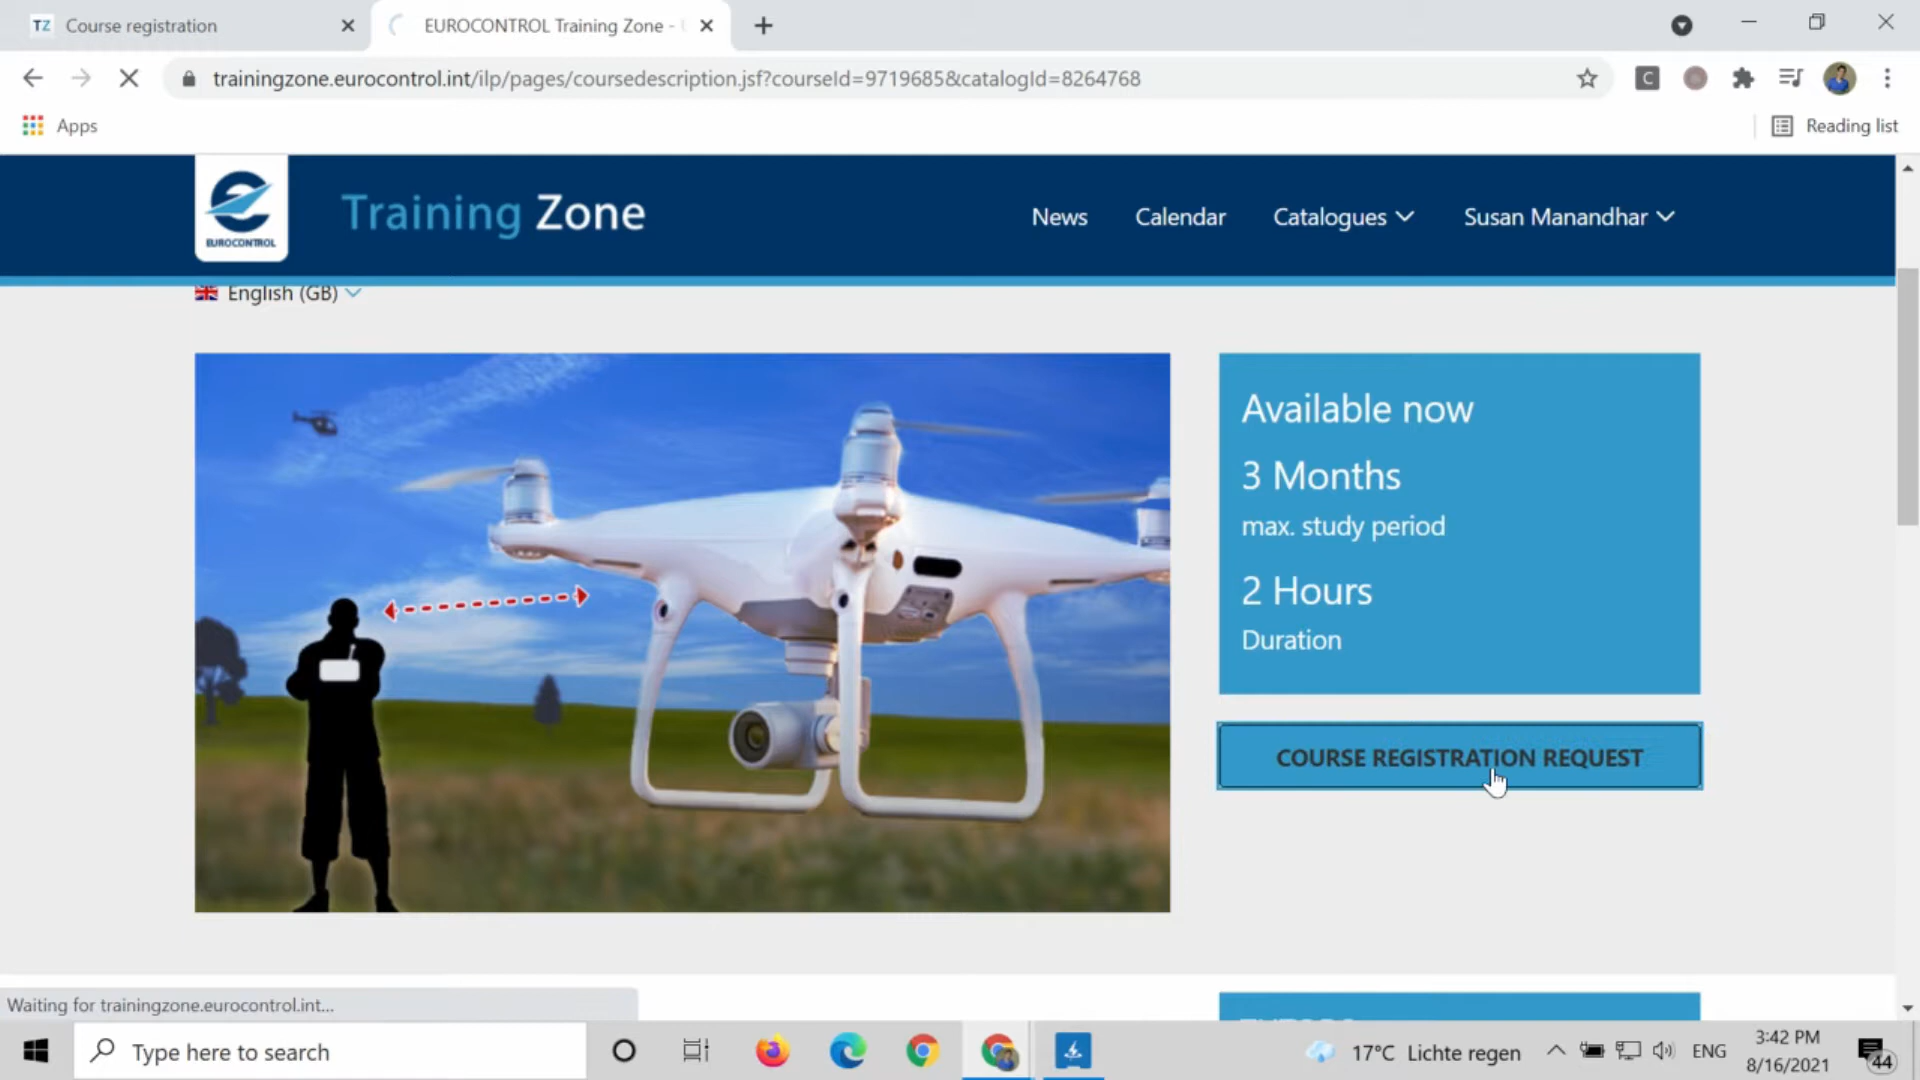 TZ Course registration
EUROCONTROL Training Zone -
trainingzone.eurocontrol.int/ilp/pages/coursedescription.jsf?courseId=9719685&catalogId=8264768
C
Apps
Reading list
EUROCONTROL
Training Zone
News
Calendar
Catalogues
Susan Manandhar
English (GB)
Available now
3 Months
max. study period
2 Hours
Duration
COURSE REGISTRATION REQUEST
Waiting for trainingzone.eurocontrol.int...
Type here to search
17°C Lichte regen
ENG
3:42 PM
8/16/2021
44